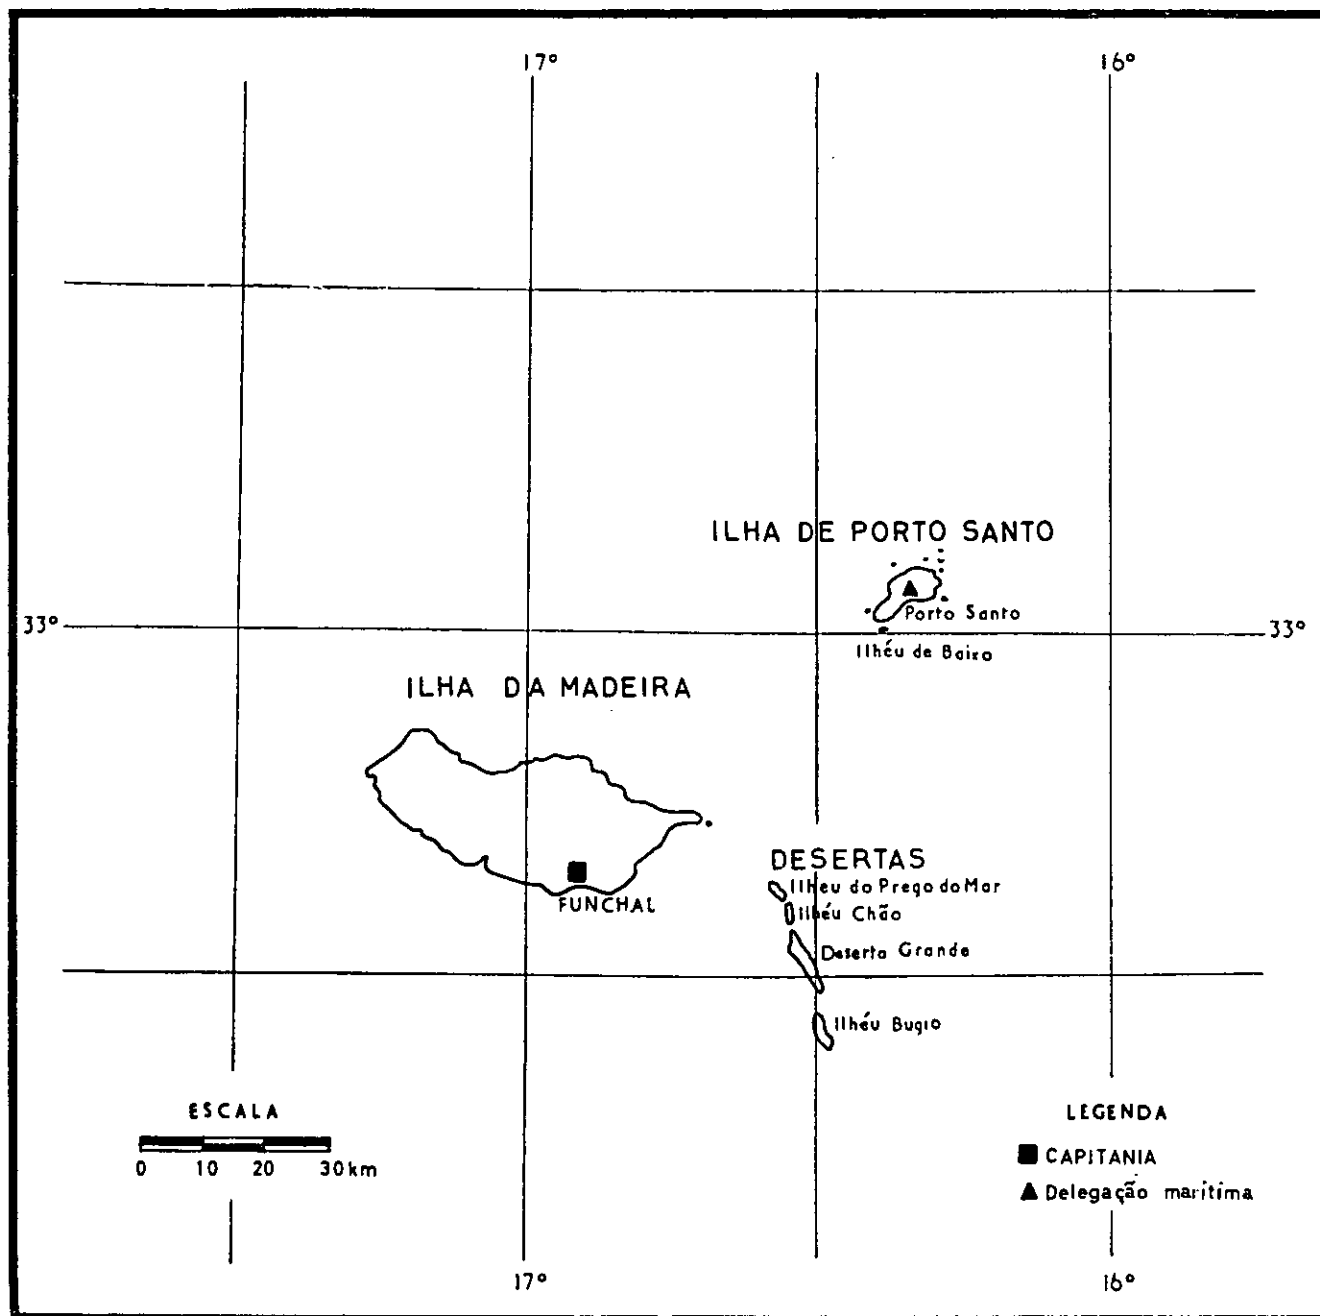 17° 16°
ILHA DE PORTO SANTO
Porto Santo
33° 33°
Ilhéu de Baixo
ILHA DA MADEIRA
DESERTAS
Ilheu do Prego do Mar
FUNCHAL
Ilhéu Chão
Deserta Grande
Ilhéu Bugio
ESCALA
0 10 20 30km
LEGENDA
CAPITANIA
Delegação marítima
17° 16°